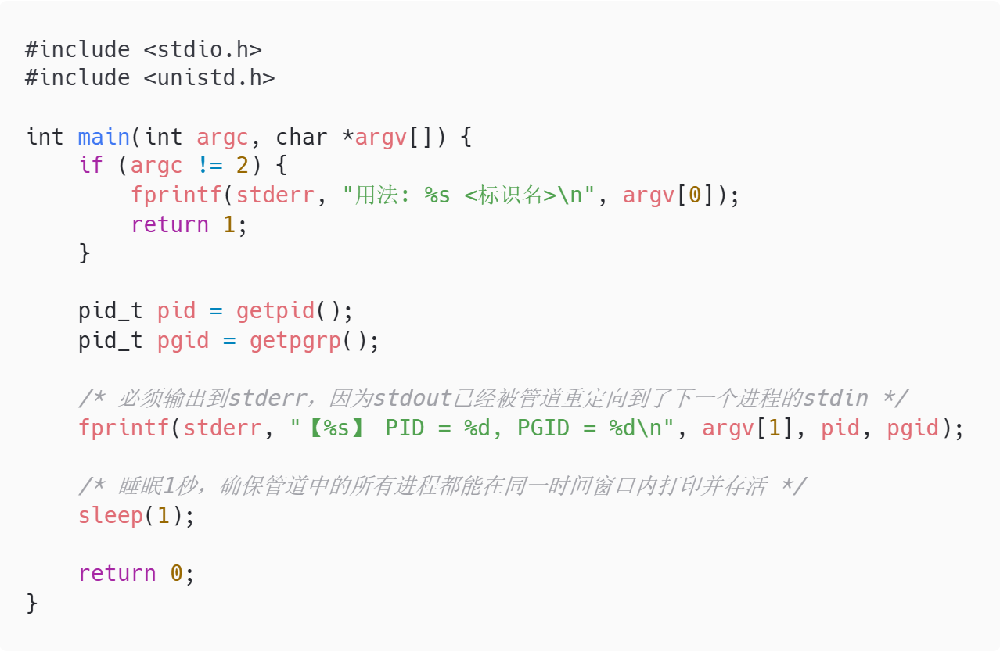 #include <stdio.h>
#include <unistd.h>
int main(int argc, char *argv[]) {
    if (argc != 2) {
        fprintf(stderr, "用法: %s <标识名>\n", argv[0]);
        return 1;
    }
    pid_t pid = getpid();
    pid_t pgid = getpgrp();
    /* 必须输出到stderr，因为stdout已经被管道重定向到了下一个进程的stdin */
    fprintf(stderr, "【%s】 PID = %d, PGID = %d\n", argv[1], pid, pgid);
    /* 睡眠1秒，确保管道中的所有进程都能在同一时间窗口内打印并存活 */
    sleep(1);
    return 0;
}